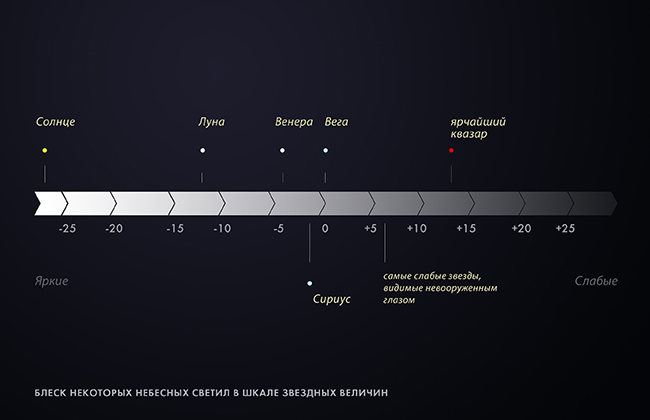 Солнце
Луна
Венера
Вега
ярчайший
квазар
-25
-20
-15
-10
-5
0
+5
+10
+15
+20
+25
Яркие
Сириус
самые слабые звезды,
видимые невооруженным
глазом
Слабые
БЛЕСК НЕКОТОРЫХ НЕБЕСНЫХ СВЕТИЛ В ШКАЛЕ ЗВЕЗДНЫХ ВЕЛИЧИН